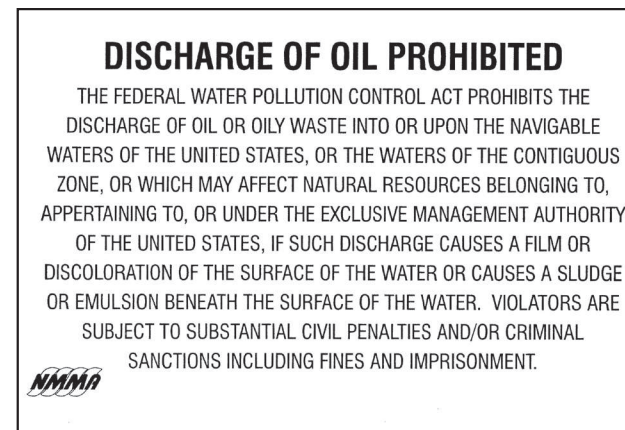 DISCHARGE OF OIL PROHIBITED
THE FEDERAL WATER POLLUTION CONTROL ACT PROHIBITS THE
DISCHARGE OF OIL OR OILY WASTE INTO OR UPON THE NAVIGABLE
WATERS OF THE UNITED STATES, OR THE WATERS OF THE CONTIGUOUS
ZONE, OR WHICH MAY AFFECT NATURAL RESOURCES BELONGING TO,
APPERTAINING TO, OR UNDER THE EXCLUSIVE MANAGEMENT AUTHORITY
OF THE UNITED STATES, IF SUCH DISCHARGE CAUSES A FILM OR
DISCOLORATION OF THE SURFACE OF THE WATER OR CAUSES A SLUDGE
OR EMULSION BENEATH THE SURFACE OF THE WATER. VIOLATORS ARE
SUBJECT TO SUBSTANTIAL CIVIL PENALTIES AND/OR CRIMINAL
SANCTIONS INCLUDING FINES AND IMPRISONMENT.
NMMA